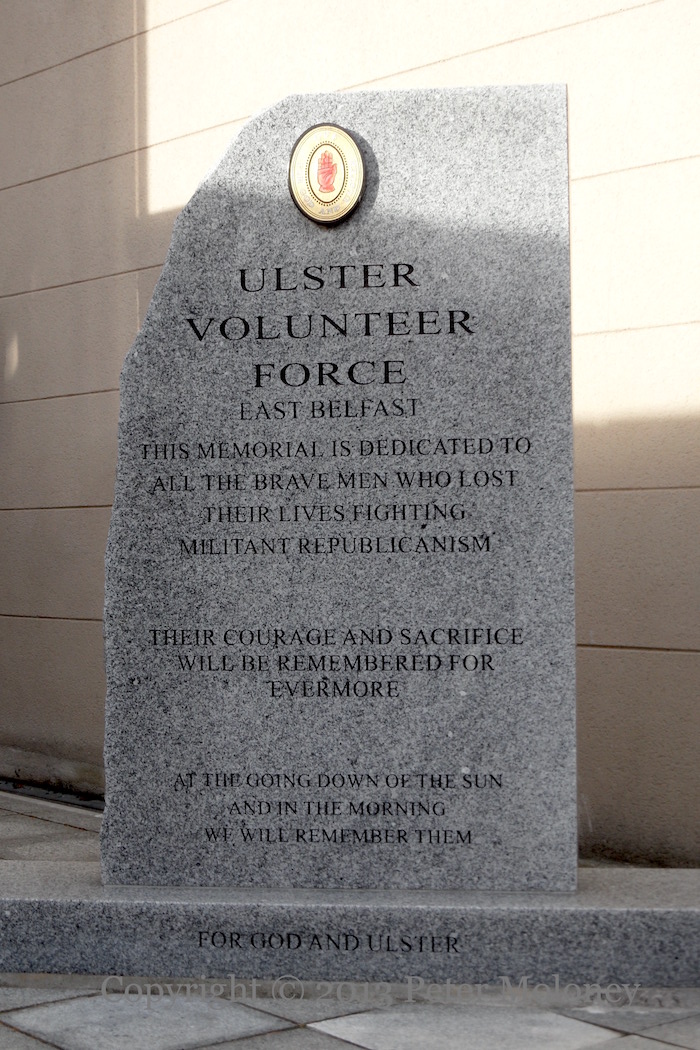 ULSTER
VOLUNTEER
FORCE
EAST BELFAST
THIS MEMORIAL IS DEDICATED TO
ALL THE BRAVE MEN WHO LOST
THEIR LIVES FIGHTING
MILITANT REPUBLICANISM
THEIR COURAGE AND SACRIFICE
WILL BE REMEMBERED FOR
EVERMORE
AT THE GOING DOWN OF THE SUN
AND IN THE MORNING
WE WILL REMEMBER THEM
FOR GOD AND ULSTER
Copyright © 2013 Peter Moloney